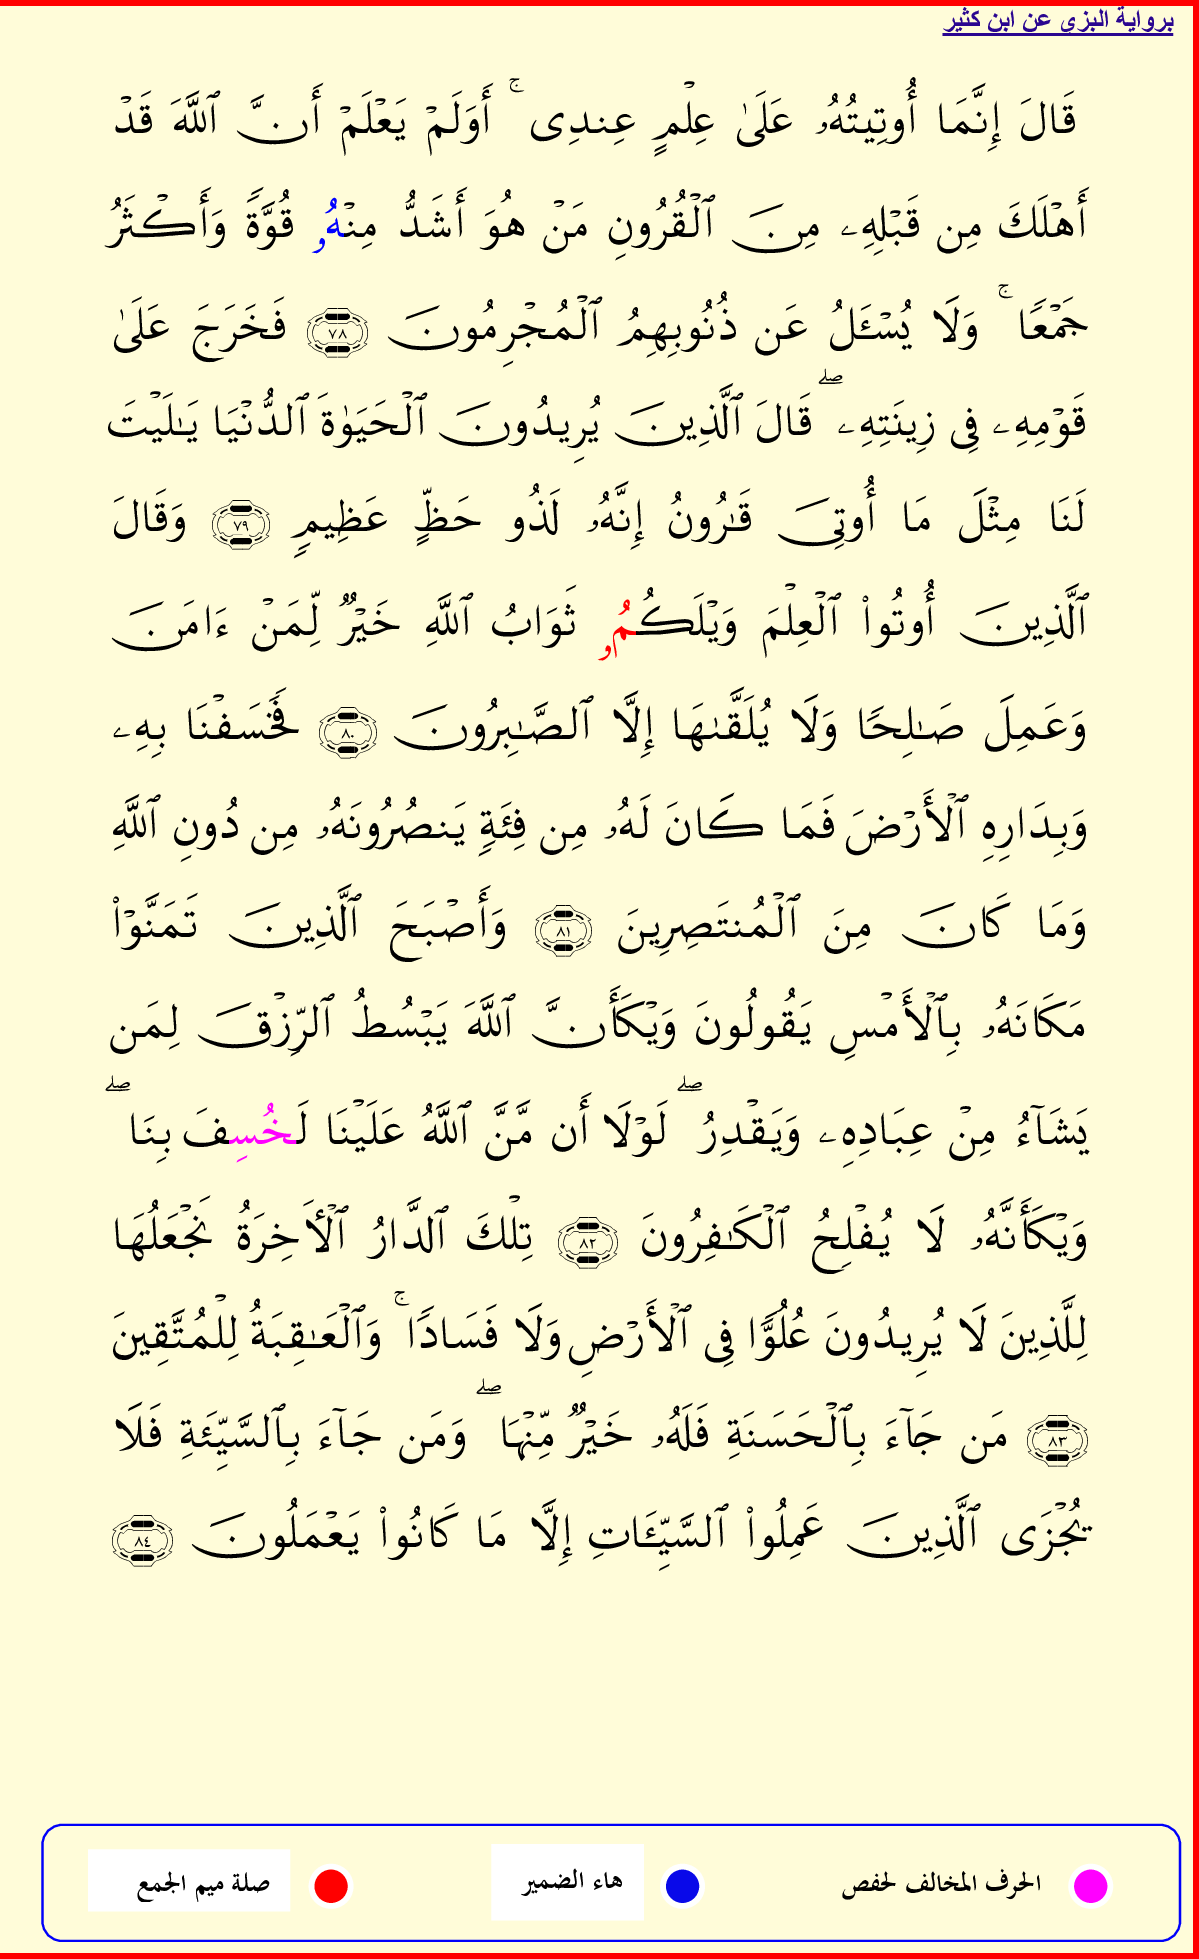 برواية البزي عن ابن كثير
قَالَ إِنَّمَا أُوتِيتُهُۥ عَلَىٰ عِلْمٍ عِندِى ۚ أَوَلَمْ يَعْلَمْ أَنَّ ٱللَّهَ قَدْ
أَهْلَكَ مِن قَبْلِهِۦ مِنَ ٱلْقُرُونِ مَنْ هُوَ أَشَدُّ مِنْهُۥ قُوَّةً وَأَكْثَرُ
جَمْعًا ۚ وَلَا يُسْـَٔلُ عَن ذُنُوبِهِمُ ٱلْمُجْرِمُونَ ٧٨ فَخَرَجَ عَلَىٰ
قَوْمِهِۦ فِى زِينَتِهِۦ ۖ قَالَ ٱلَّذِينَ يُرِيدُونَ ٱلْحَيَوٰةَ ٱلدُّنْيَا يَـٰلَيْتَ
لَنَا مِثْلَ مَا أُوتِىَ قَـٰرُونُ إِنَّهُۥ لَذُو حَظٍّ عَظِيمٍ ٧٩ وَقَالَ
ٱلَّذِينَ أُوتُوا۟ ٱلْعِلْمَ وَيْلَكُمُۥ ثَوَابُ ٱللَّهِ خَيْرٌ لِّمَنْ ءَامَنَ
وَعَمِلَ صَـٰلِحًا وَلَا يُلَقَّىٰهَا إِلَّا ٱلصَّـٰبِرُونَ ٨٠ فَخَسَفْنَا بِهِۦ
وَبِدَارِهِ ٱلْأَرْضَ فَمَا كَانَ لَهُۥ مِن فِئَةٍ يَنصُرُونَهُۥ مِن دُونِ ٱللَّهِ
وَمَا كَانَ مِنَ ٱلْمُنتَصِرِينَ ٨١ وَأَصْبَحَ ٱلَّذِينَ تَمَنَّوْا۟
مَكَانَهُۥ بِٱلْأَمْسِ يَقُولُونَ وَيْكَأَنَّ ٱللَّهَ يَبْسُطُ ٱلرِّزْقَ لِمَن
يَشَآءُ مِنْ عِبَادِهِۦ وَيَقْدِرُ ۖ لَوْلَا أَن مَّنَّ ٱللَّهُ عَلَيْنَا لَخُسِفَ بِنَا ۖ
وَيْكَأَنَّهُۥ لَا يُفْلِحُ ٱلْكَـٰفِرُونَ ٨٢ تِلْكَ ٱلدَّارُ ٱلْأَخِرَةُ نَجْعَلُهَا
لِلَّذِينَ لَا يُرِيدُونَ عُلُوًّا فِى ٱلْأَرْضِ وَلَا فَسَادًا ۚ وَٱلْعَـٰقِبَةُ لِلْمُتَّقِينَ
٨٣ مَن جَآءَ بِٱلْحَسَنَةِ فَلَهُۥ خَيْرٌ مِّنْهَا ۖ وَمَن جَآءَ بِٱلسَّيِّئَةِ فَلَا
يُجْزَى ٱلَّذِينَ عَمِلُوا۟ ٱلسَّيِّـَٔاتِ إِلَّا مَا كَانُوا۟ يَعْمَلُونَ ٨٤
الحرف المخالف لحفص هاء الضمير صلة ميم الجمع